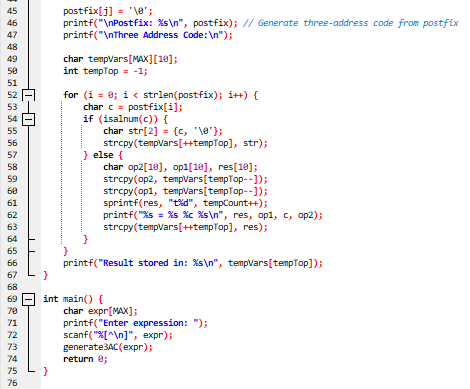 45 postfix[j] = '\0';
46 printf("\nPostfix: %s\n", postfix); // Generate three-address code from postfix
47 printf("\nThree Address Code:\n");
48
49 char tempVars[MAX][10];
50 int tempTop = -1;
51
52 for (i = 0; i < strlen(postfix); i++) {
53 char c = postfix[i];
54 if (isalnum(c)) {
55 char str[2] = {c, '\0'};
56 strcpy(tempVars[++tempTop], str);
57 } else {
58 char op2[10], op1[10], res[10];
59 strcpy(op2, tempVars[tempTop--]);
60 strcpy(op1, tempVars[tempTop--]);
61 sprintf(res, "t%d", tempCount++);
62 printf("%s = %s %c %s\n", res, op1, c, op2);
63 strcpy(tempVars[++tempTop], res);
64 }
65 }
66 printf("Result stored in: %s\n", tempVars[tempTop]);
67 }
68
69 int main() {
70 char expr[MAX];
71 printf("Enter expression: ");
72 scanf("%[^\n]", expr);
73 generate3AC(expr);
74 return 0;
75 }
76